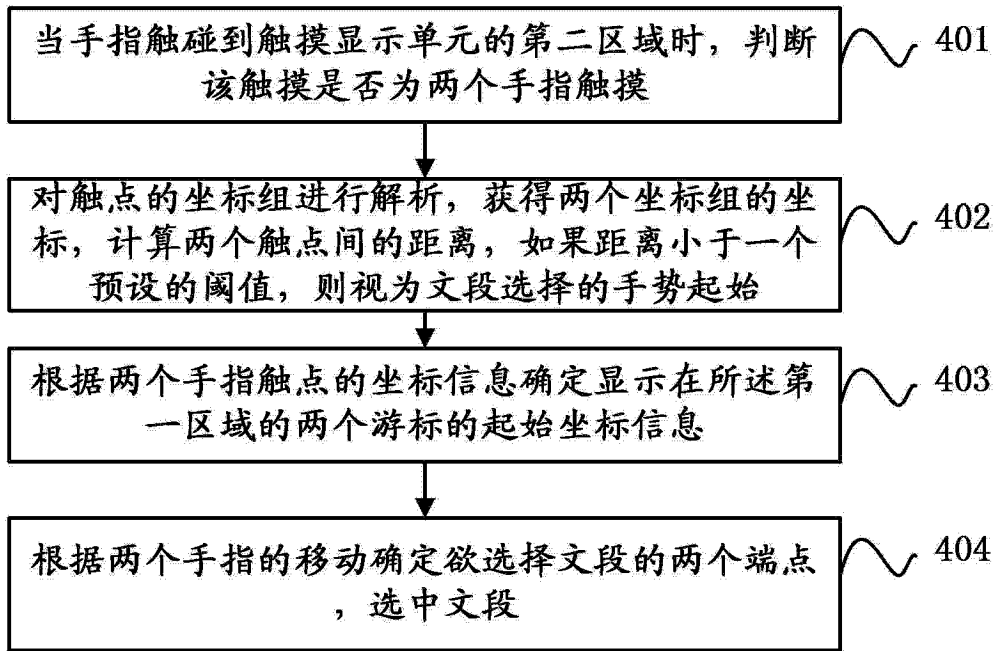 当手指触碰到触摸显示单元的第二区域时，判断
该触摸是否为两个手指触摸
401
对触点的坐标组进行解析，获得两个坐标组的坐
标，计算两个触点间的距离，如果距离小于一个
预设的阈值，则视为文段选择的手势起始
402
根据两个手指触点的坐标信息确定显示在所述第
一区域的两个游标的起始坐标信息
403
根据两个手指的移动确定欲选择文段的两个端点
，选中文段
404